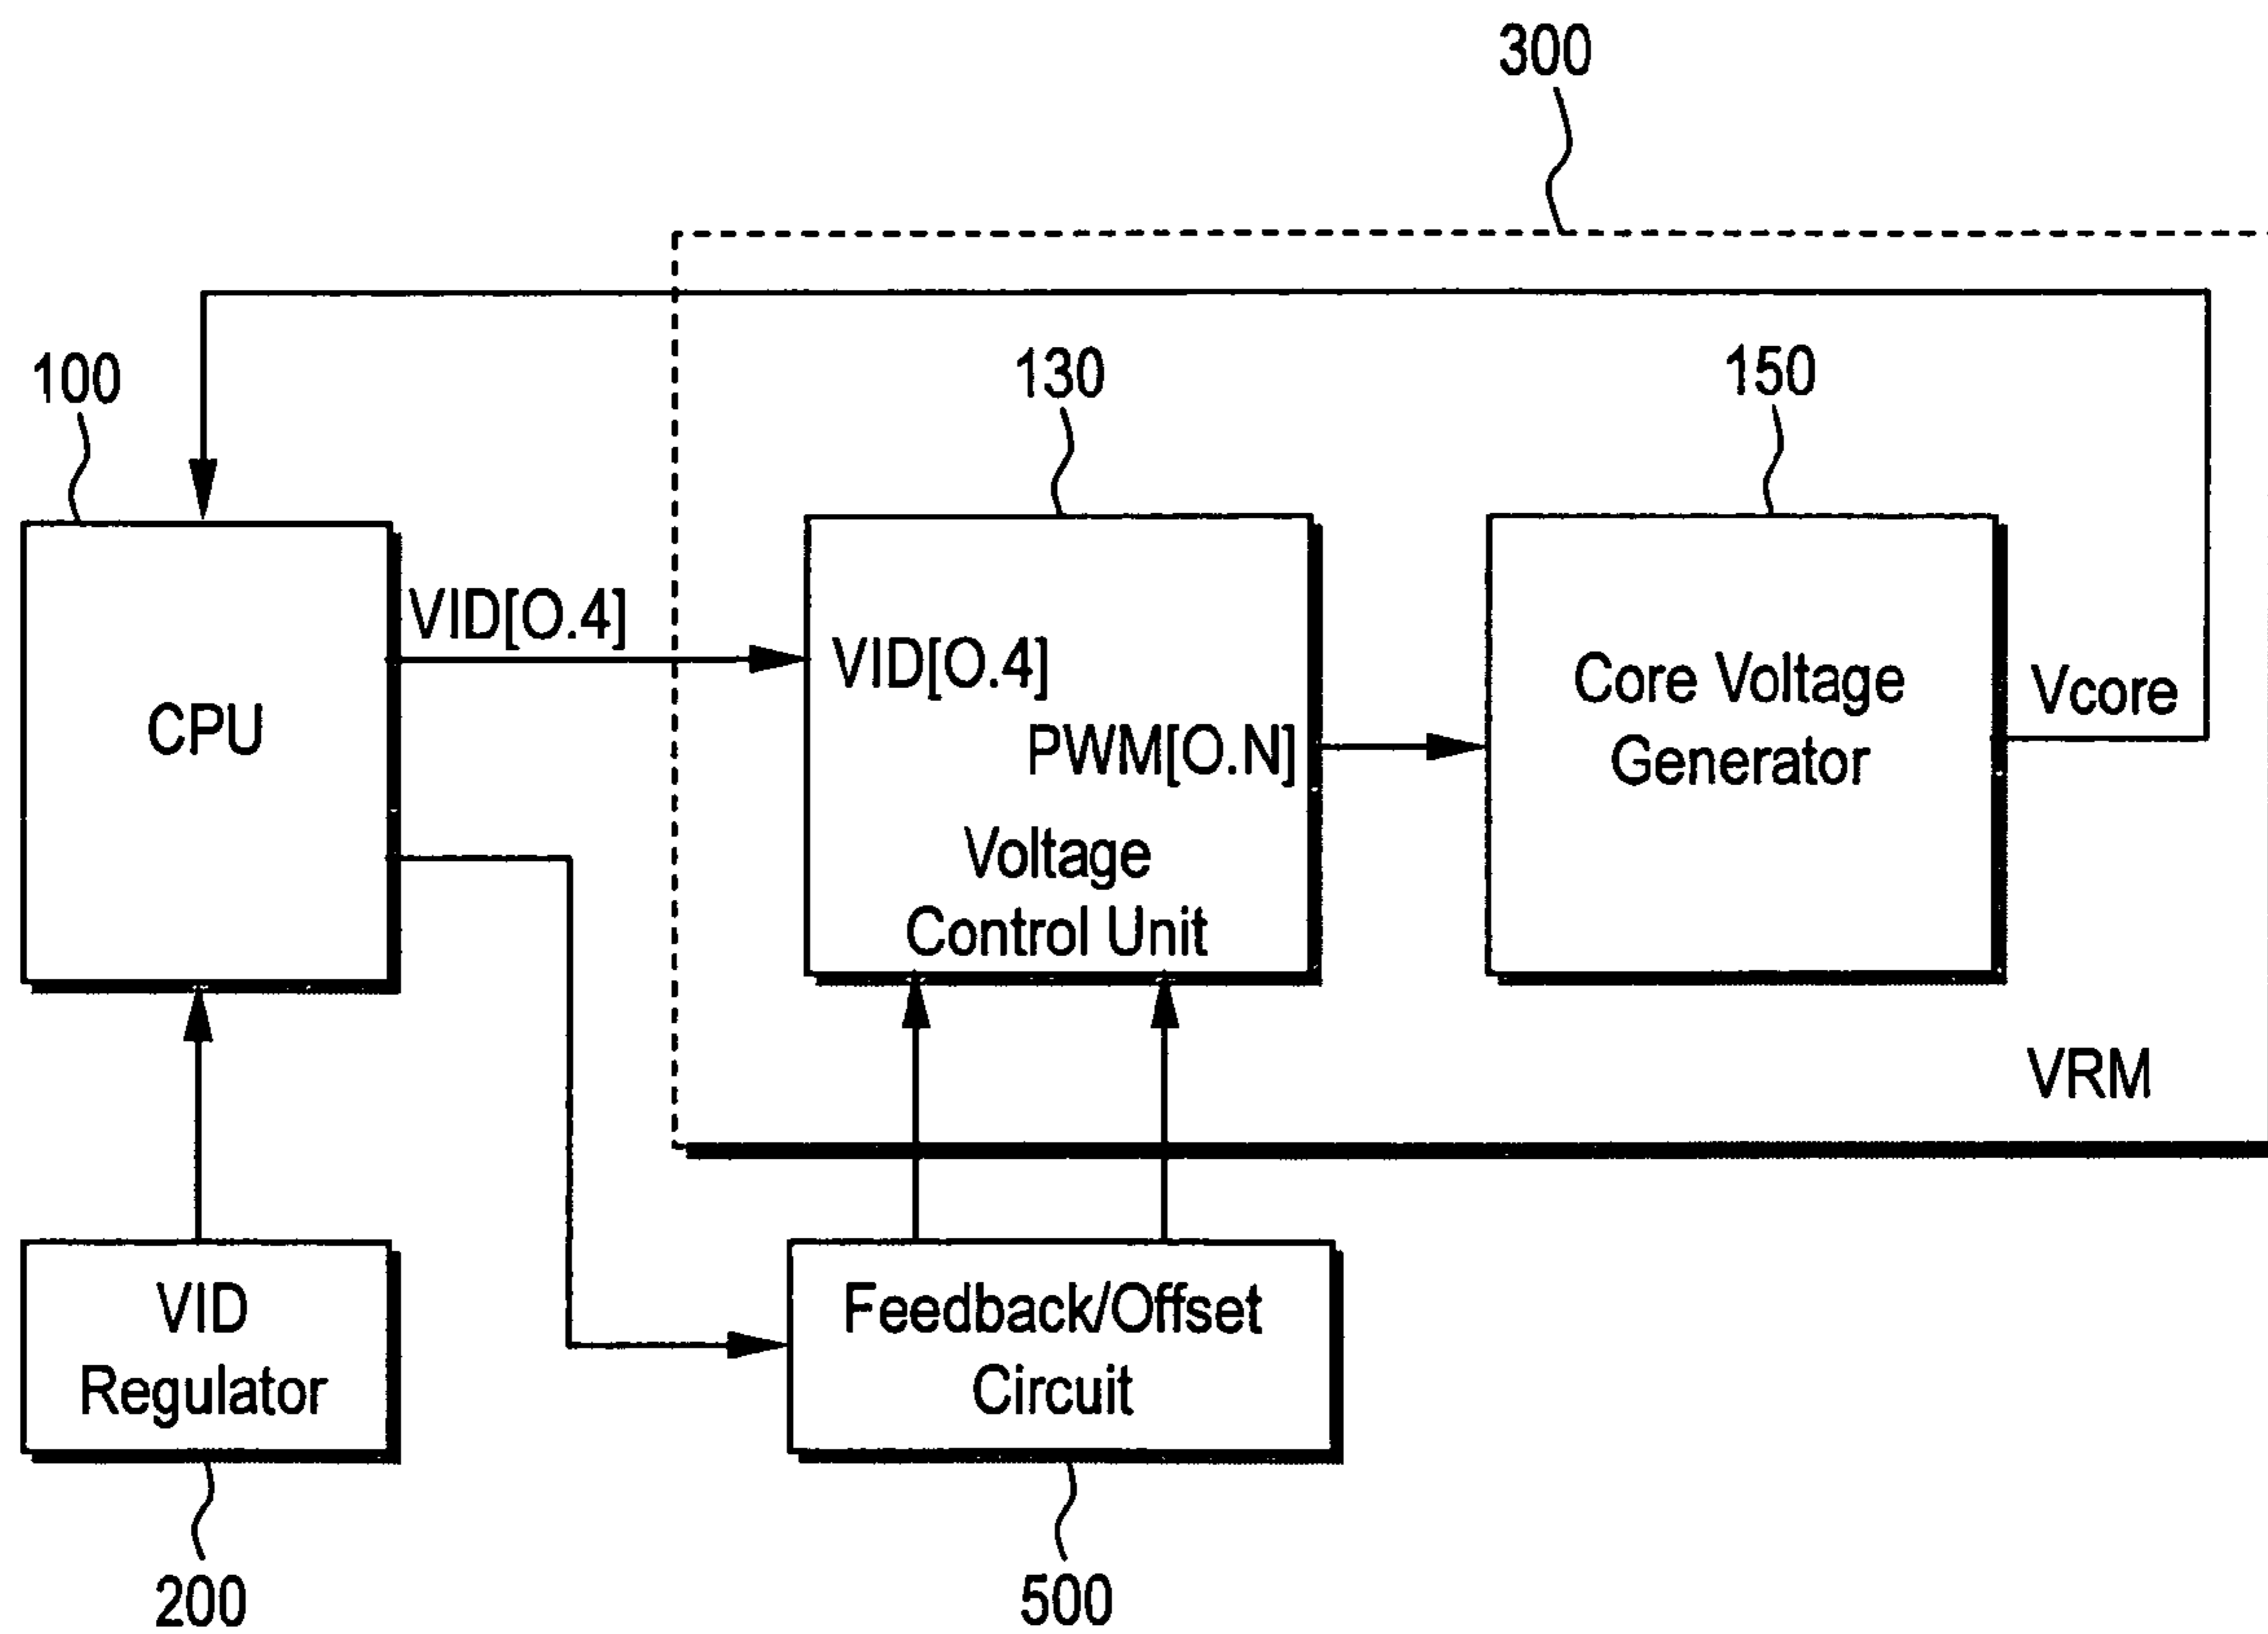 300
100
130
150
VID[O.4]
VID[O.4]
CPU
PWM[O.N]
Voltage
Control Unit
Core Voltage
Generator
Vcore
VRM
VID
Regulator
Feedback/Offset
Circuit
200
500